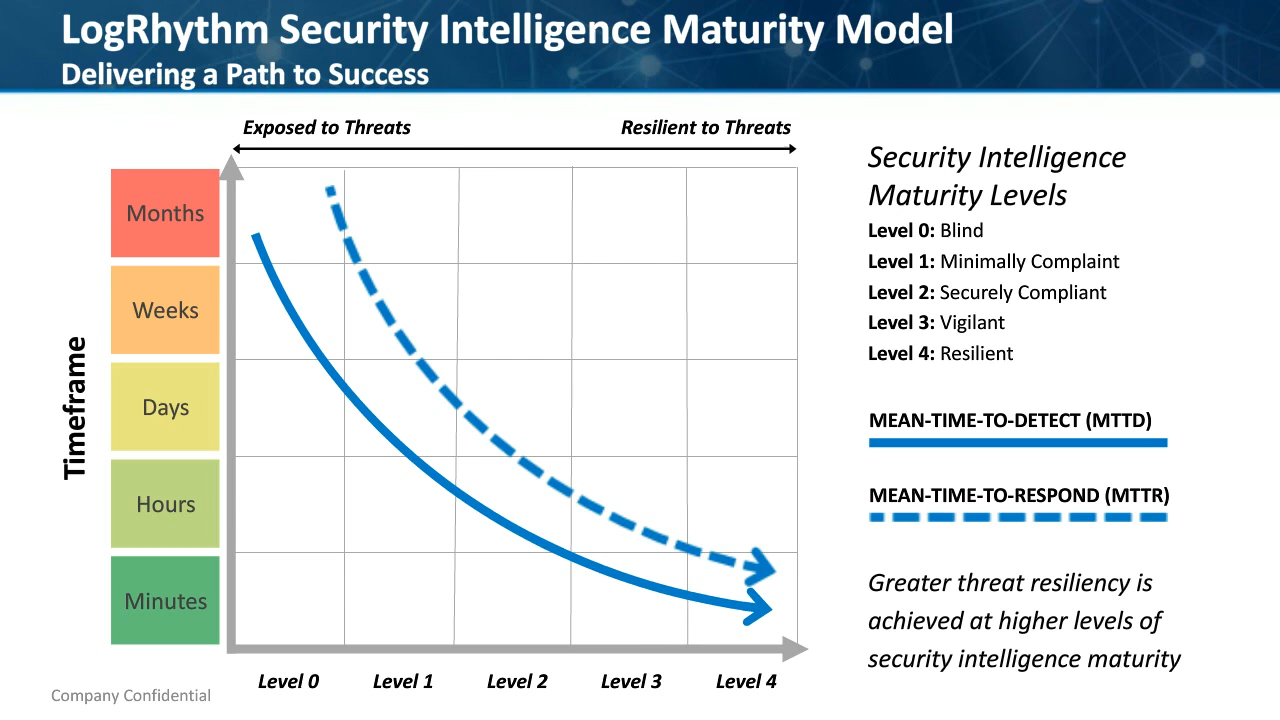 LogRhythm Security Intelligence Maturity Model
Delivering a Path to Success
Exposed to Threats
Resilient to Threats
Timeframe
Months
Weeks
Days
Hours
Minutes
Level 0
Level 1
Level 2
Level 3
Level 4
Security Intelligence
Maturity Levels
Level 0: Blind
Level 1: Minimally Complaint
Level 2: Securely Compliant
Level 3: Vigilant
Level 4: Resilient
MEAN-TIME-TO-DETECT (MTTD)
MEAN-TIME-TO-RESPOND (MTTR)
Greater threat resiliency is
achieved at higher levels of
security intelligence maturity
Company Confidential